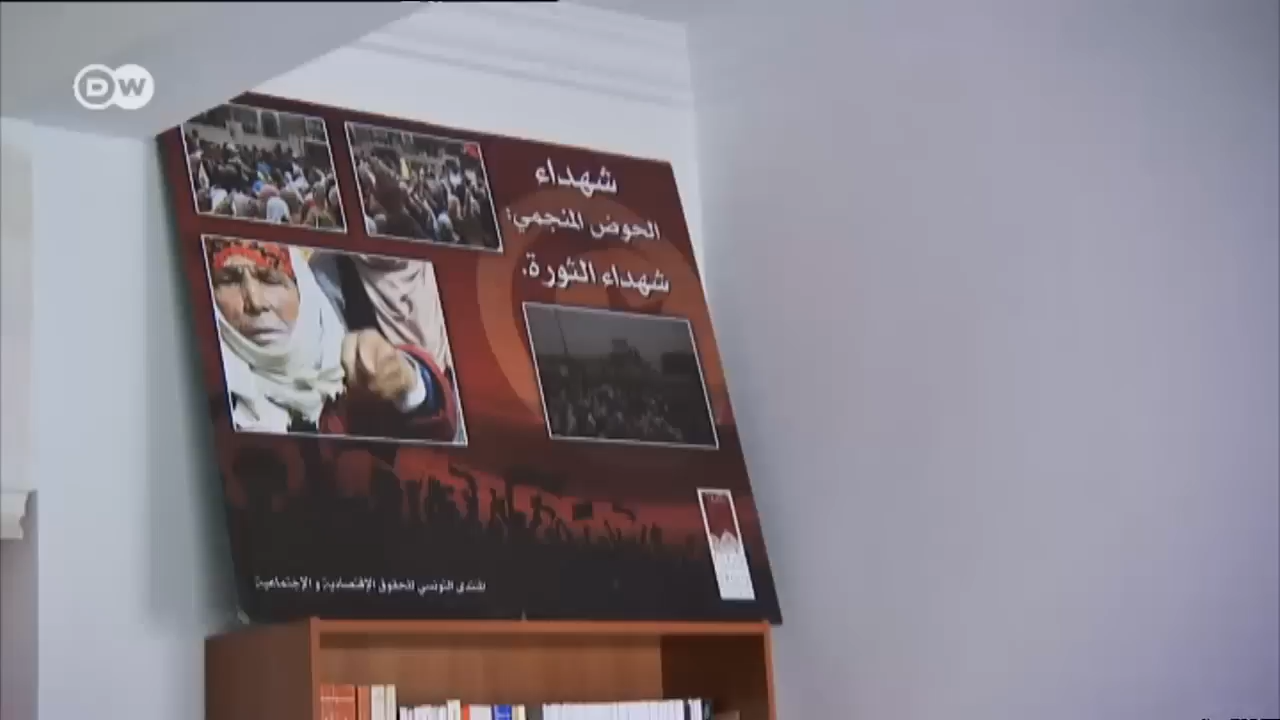 DW
شهداء
الحوض المنجمي:
شهداء الثورة.
المنتدى التونسي للحقوق الإقتصادية و الإجتماعية